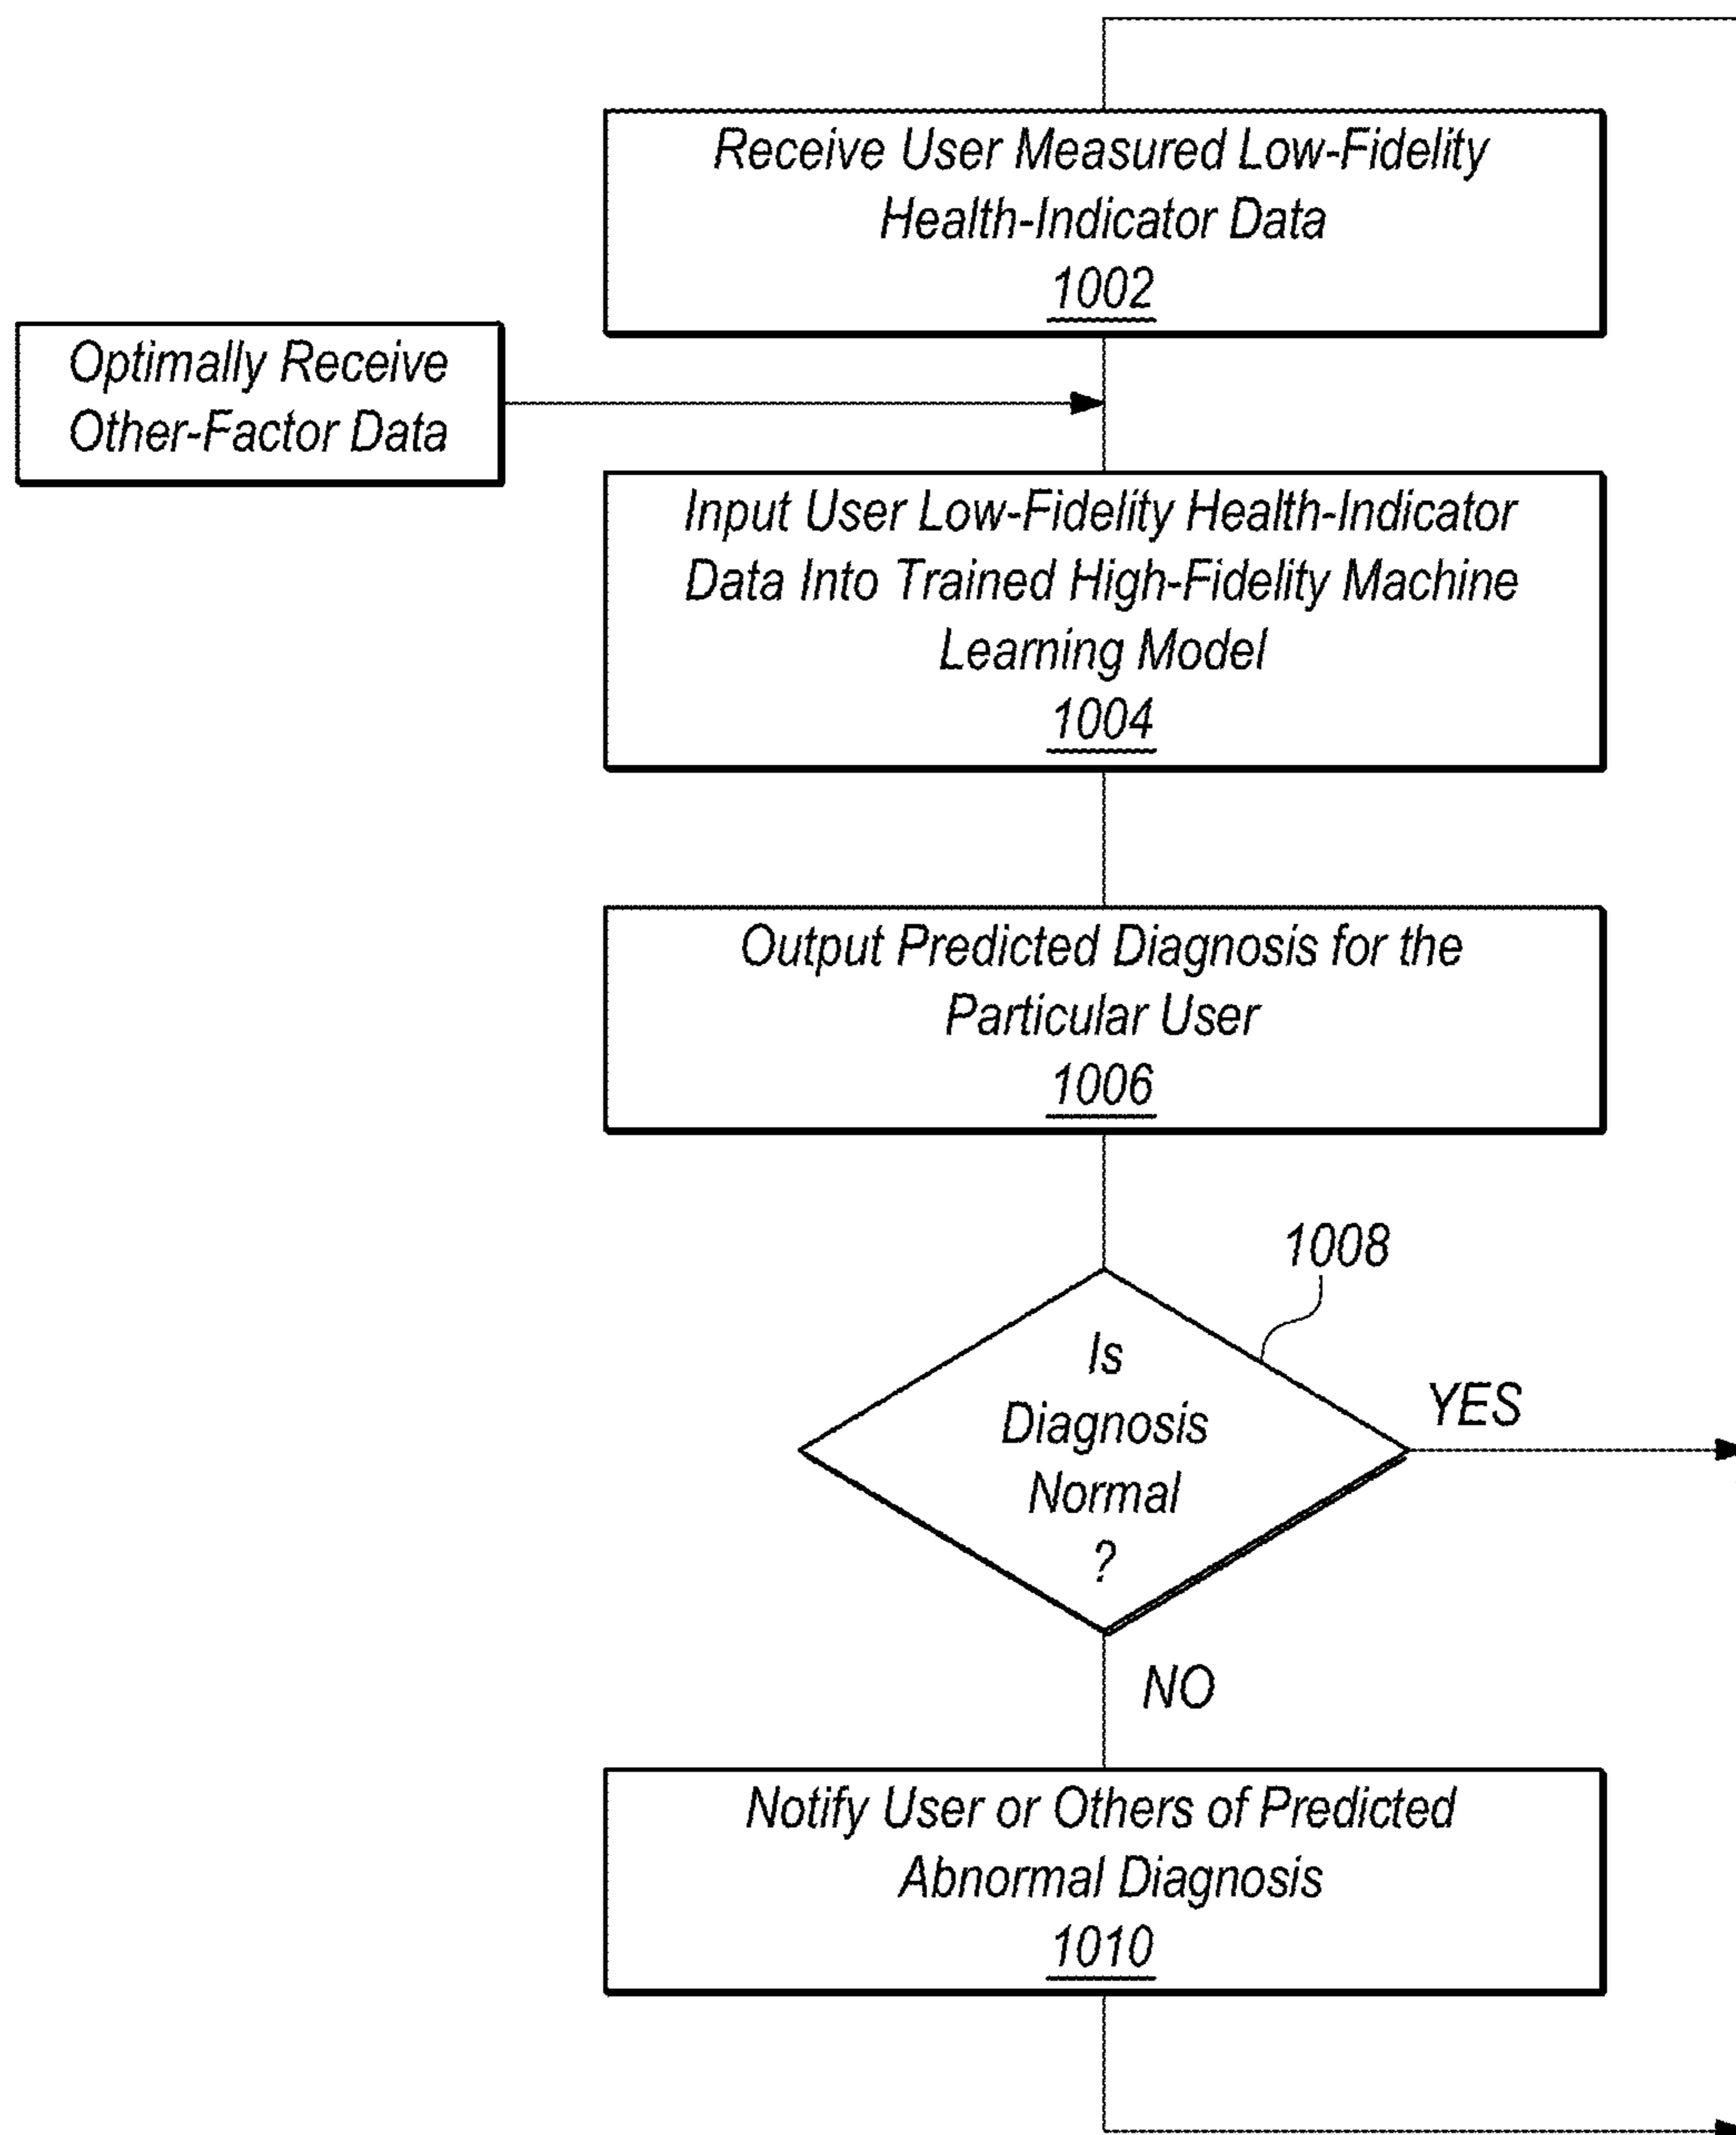 Receive User Measured Low-Fidelity
Health-Indicator Data
1002
Optimally Receive
Other-Factor Data
Input User Low-Fidelity Health-Indicator
Data Into Trained High-Fidelity Machine
Learning Model
1004
Output Predicted Diagnosis for the
Particular User
1006
1008
Is
Diagnosis
Normal
?
YES
NO
Notify User or Others of Predicted
Abnormal Diagnosis
1010